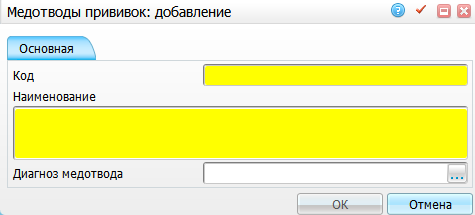 Медотводы прививок: добавление
Основная
Код
Наименование
Диагноз медотвода
...
ОК Отмена